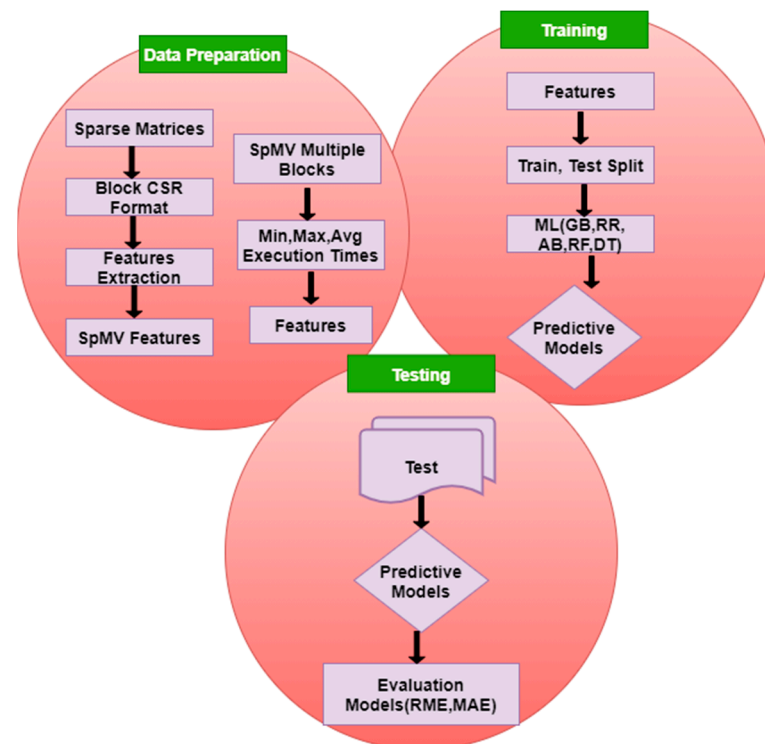 Data Preparation
Sparse Matrices
Block CSR
Format
Features
Extraction
SpMV Features
SpMV Multiple
Blocks
Min,Max,Avg
Execution Times
Features
Training
Features
Train, Test Split
ML(GB,RR,
AB,RF,DT)
Predictive
Models
Testing
Test
Predictive
Models
Evaluation
Models(RME,MAE)